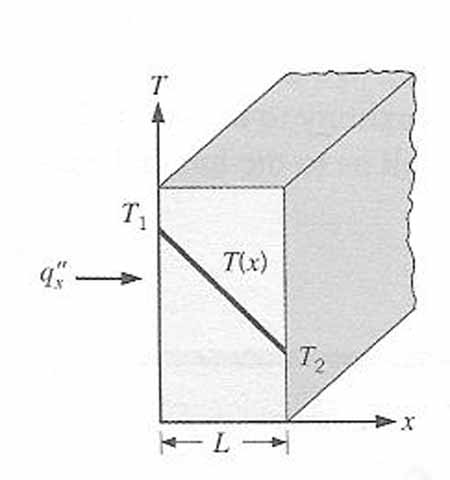 T
T₁
T(x)
q″ₓ
T₂
x
L